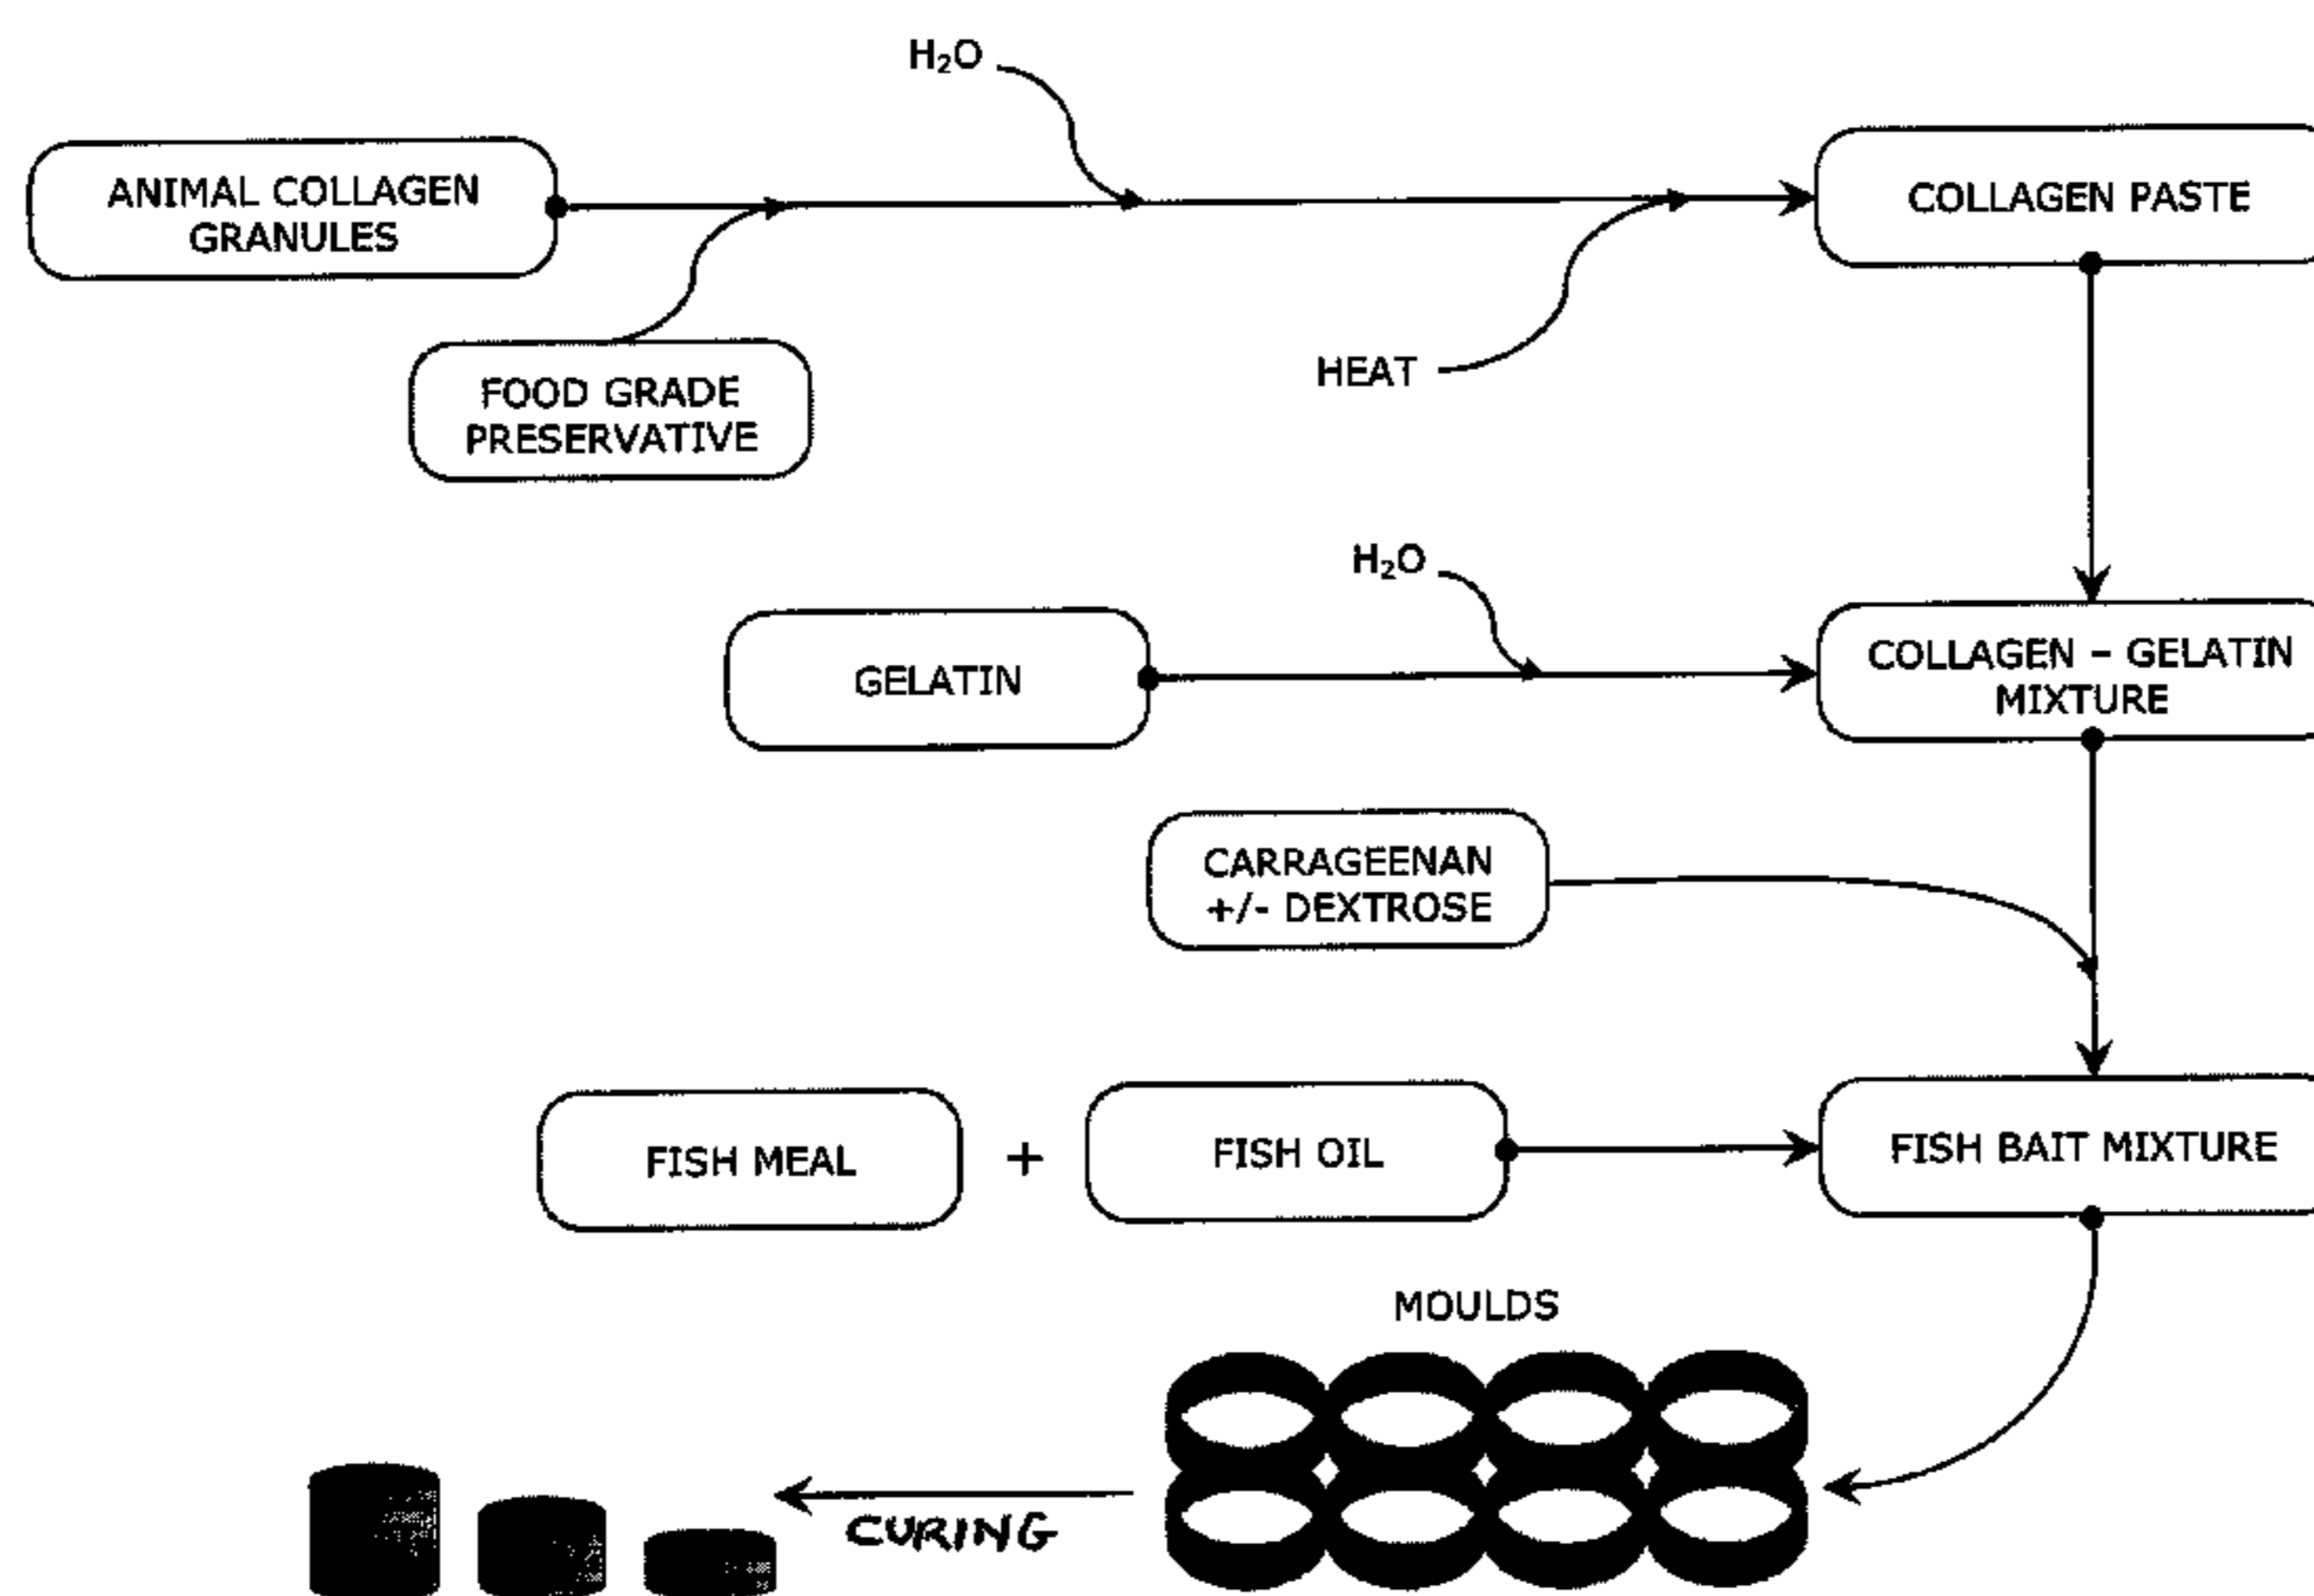 H₂O
ANIMAL COLLAGEN
GRANULES
COLLAGEN PASTE
FOOD GRADE
PRESERVATIVE
HEAT
H₂O
GELATIN
COLLAGEN – GELATIN
MIXTURE
CARRAGEENAN
+/- DEXTROSE
FISH MEAL
+
FISH OIL
FISH BAIT MIXTURE
MOULDS
CURING